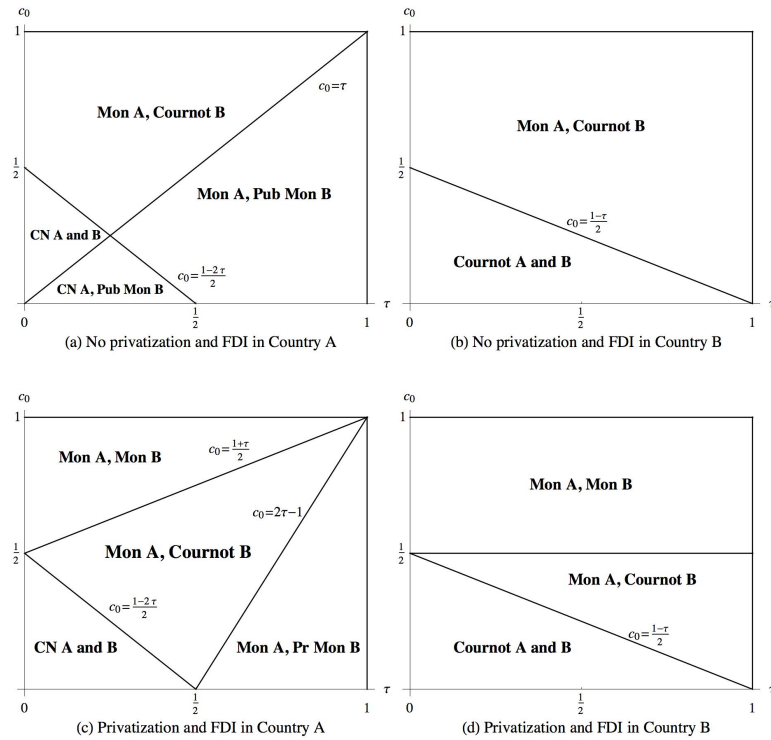 c₀
1
c₀=τ
Mon A, Cournot B
1/2
Mon A, Pub Mon B
CN A and B
c₀=(1−2τ)/2
CN A, Pub Mon B
τ
0
1/2
1
(a) No privatization and FDI in Country A
c₀
1
Mon A, Cournot B
1/2
c₀=(1−τ)/2
Cournot A and B
τ
0
1/2
1
(b) No privatization and FDI in Country B
c₀
1
c₀=(1+τ)/2
Mon A, Mon B
c₀=2τ−1
1/2
Mon A, Cournot B
c₀=(1−2τ)/2
CN A and B
Mon A, Pr Mon B
τ
0
1/2
1
(c) Privatization and FDI in Country A
c₀
1
Mon A, Mon B
1/2
Mon A, Cournot B
c₀=(1−τ)/2
Cournot A and B
τ
0
1/2
1
(d) Privatization and FDI in Country B